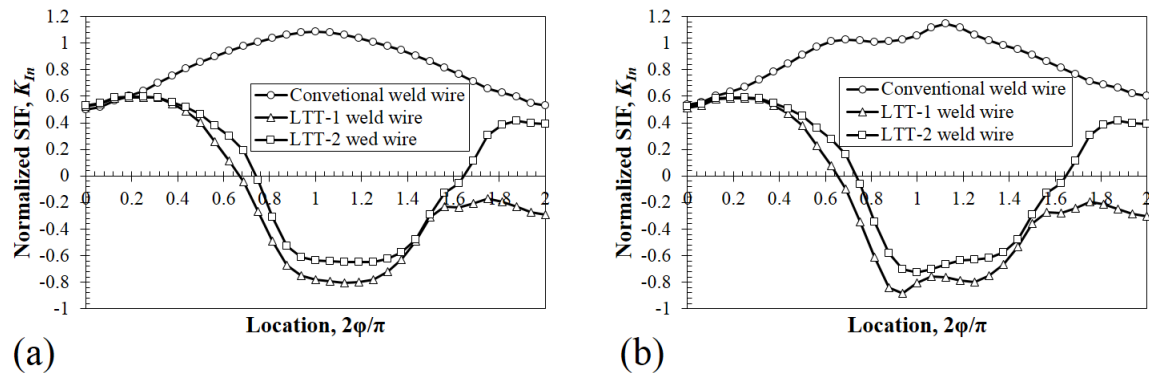 1.2
1
0.8
0.6
0.4
0.2
0
-0.2
-0.4
-0.6
-0.8
-1
Normalized SIF, K_In
Convetional weld wire
LTT-1 weld wire
LTT-2 wed wire
0 0.2 0.4 0.6 0.8 1 1.2 1.4 1.6 1.8 2
Location, 2φ/π
(a)
1.2
1
0.8
0.6
0.4
0.2
0
-0.2
-0.4
-0.6
-0.8
-1
Normalized SIF, K_In
Conventional weld wire
LTT-1 weld wire
LTT-2 weld wire
0 0.2 0.4 0.6 0.8 1 1.2 1.4 1.6 1.8 2
Location, 2φ/π
(b)